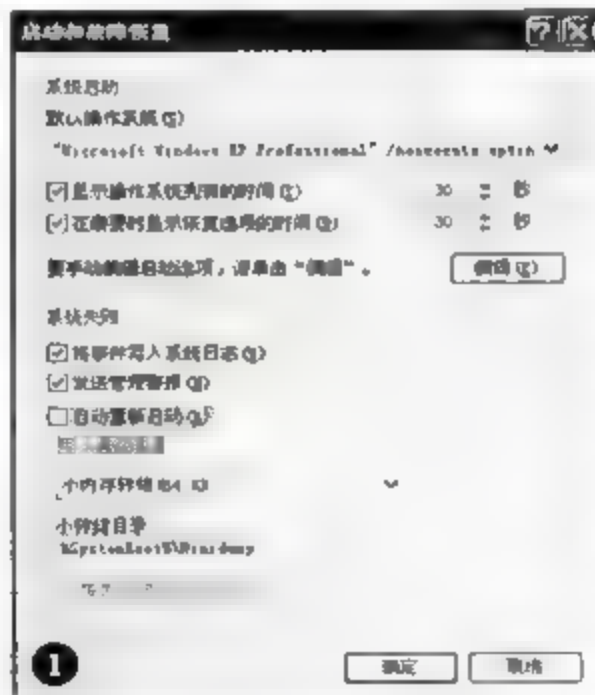 启动和故障恢复
系统启动
默认操作系统(S)
"Microsoft Windows XP Professional" /noexecute=optin
显示操作系统列表的时间(T) 30 秒
在需要时显示恢复选项的时间(D) 30 秒
要手动编辑启动选项，请单击“编辑”。 编辑(E)
系统失败
将事件写入系统日志(W)
发送管理警报(N)
自动重新启动(R)
小内存转储(64 KB)
小转储目录
%SystemRoot%\Minidump
1
确定 取消